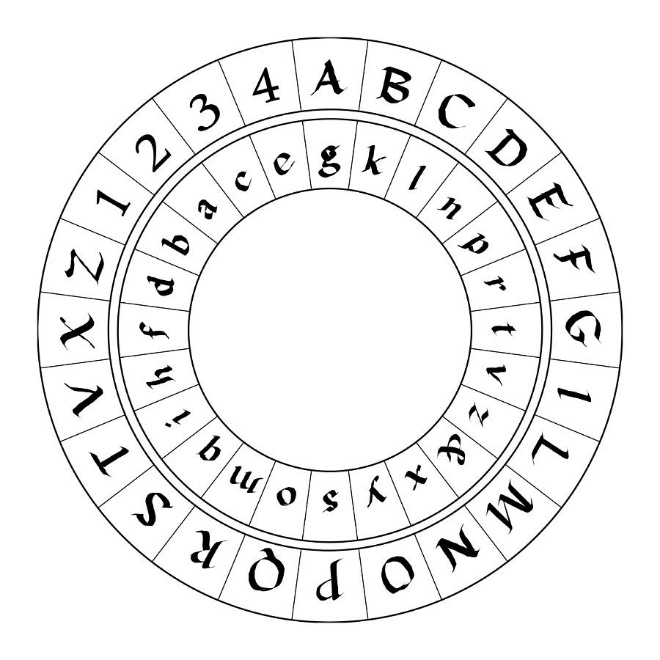 A B C D E F G I L M N O P Q R S T V X Z 1 2 3 4
g k l n p r t v z & x y s o m q i h f d b a c e